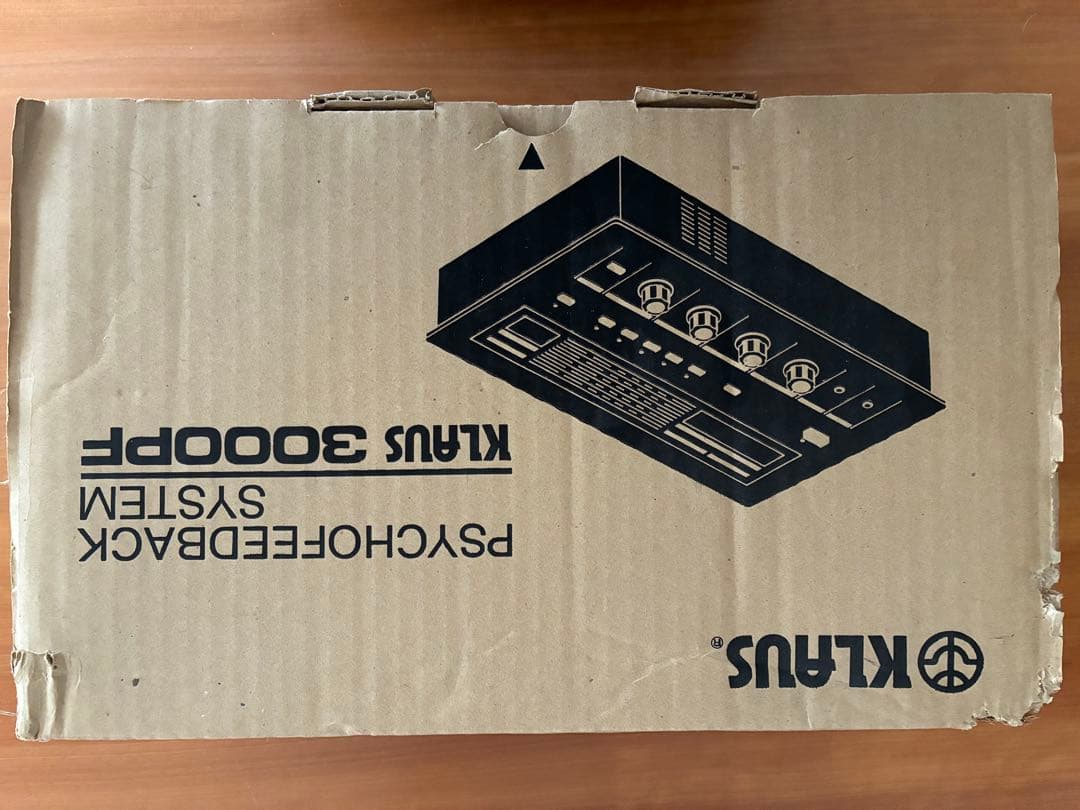 KLAUS®
PSYCHOFEEDBACK
SYSTEM
KLAUS 3000PF